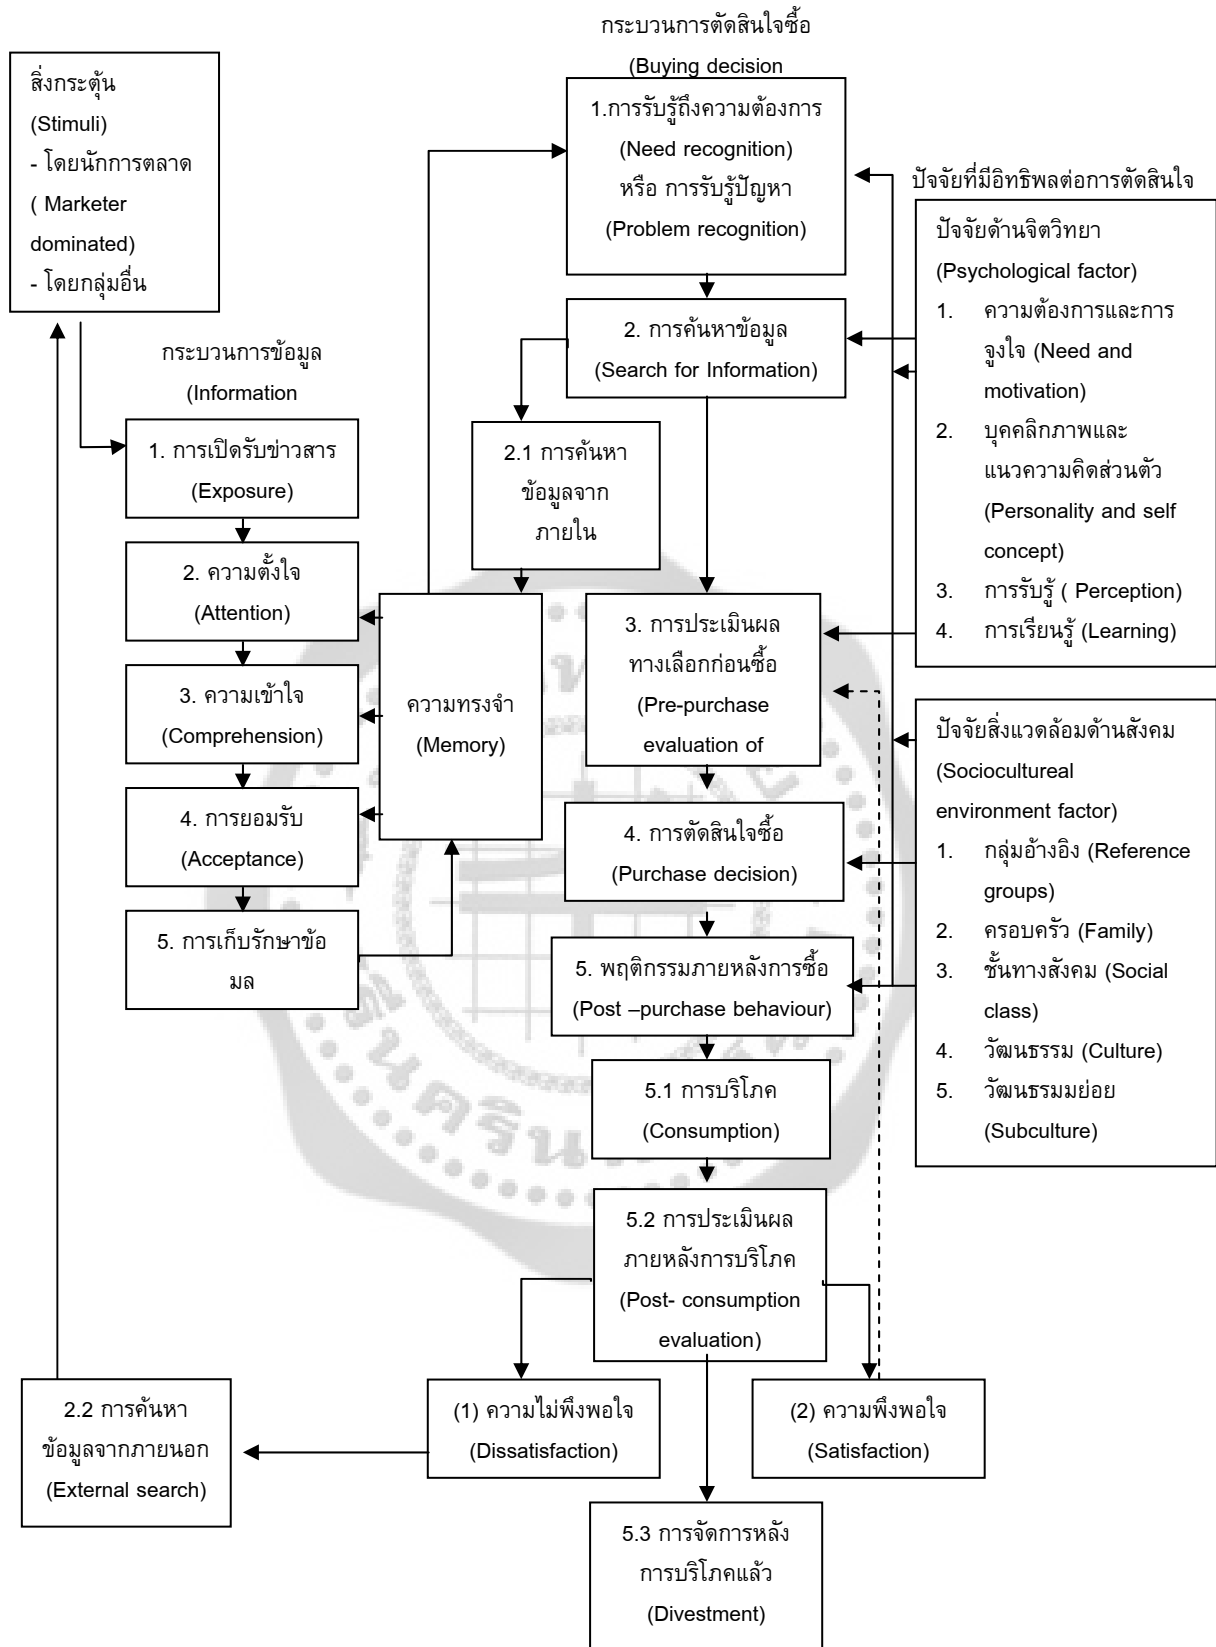 กระบวนการตัดสินใจซื้อ
(Buying decision
สิ่งกระตุ้น
(Stimuli)
- โดยนักการตลาด
( Marketer
dominated)
- โดยกลุ่มอื่น
1.การรับรู้ถึงความต้องการ
(Need recognition)
หรือ การรับรู้ปัญหา
(Problem recognition)
ปัจจัยที่มีอิทธิพลต่อการตัดสินใจ
ปัจจัยด้านจิตวิทยา
(Psychological factor)
1. ความต้องการและการ
จูงใจ (Need and
motivation)
2. บุคคลิกภาพและ
แนวความคิดส่วนตัว
(Personality and self
concept)
3. การรับรู้ ( Perception)
4. การเรียนรู้ (Learning)
2. การค้นหาข้อมูล
(Search for Information)
กระบวนการข้อมูล
(Information
1. การเปิดรับข่าวสาร
(Exposure)
2.1 การค้นหา
ข้อมูลจาก
ภายใน
2. ความตั้งใจ
(Attention)
3. ความเข้าใจ
(Comprehension)
4. การยอมรับ
(Acceptance)
5. การเก็บรักษาข้อ
มล
ความทรงจำ
(Memory)
3. การประเมินผล
ทางเลือกก่อนซื้อ
(Pre-purchase
evaluation of
ปัจจัยสิ่งแวดล้อมด้านสังคม
(Sociocultureal
environment factor)
1. กลุ่มอ้างอิง (Reference
groups)
2. ครอบครัว (Family)
3. ชั้นทางสังคม (Social
class)
4. วัฒนธรรม (Culture)
5. วัฒนธรมมย่อย
(Subculture)
4. การตัดสินใจซื้อ
(Purchase decision)
5. พฤติกรรมภายหลังการซื้อ
(Post –purchase behaviour)
5.1 การบริโภค
(Consumption)
5.2 การประเมินผล
ภายหลังการบริโภค
(Post- consumption
evaluation)
2.2 การค้นหา
ข้อมูลจากภายนอก
(External search)
(1) ความไม่พึงพอใจ
(Dissatisfaction)
(2) ความพึงพอใจ
(Satisfaction)
5.3 การจัดการหลัง
การบริโภคแล้ว
(Divestment)